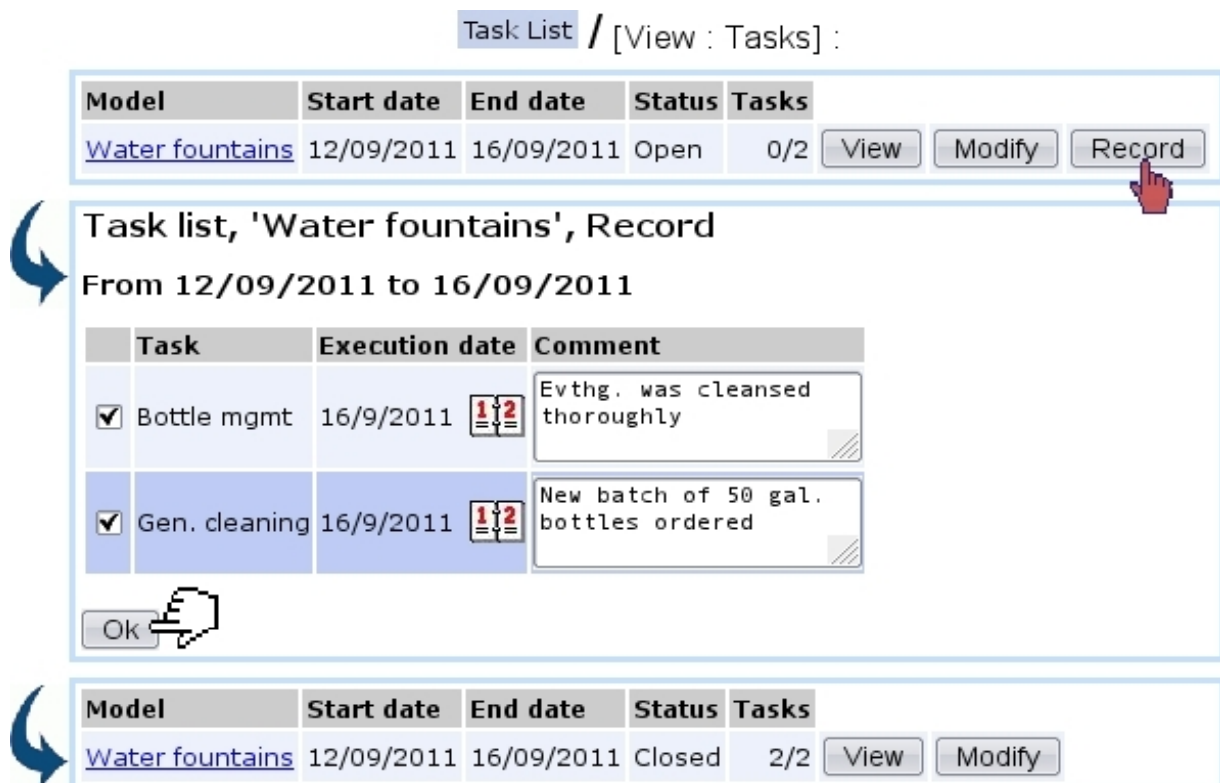 Task List / [View : Tasks] :
Model Start date End date Status Tasks
Water fountains 12/09/2011 16/09/2011 Open 0/2 View Modify Record
Task list, 'Water fountains', Record
From 12/09/2011 to 16/09/2011
Task Execution date Comment
Bottle mgmt 16/9/2011 1 2 Evthg. was cleansed
thoroughly
Gen. cleaning 16/9/2011 1 2 New batch of 50 gal.
bottles ordered
Ok
Model Start date End date Status Tasks
Water fountains 12/09/2011 16/09/2011 Closed 2/2 View Modify